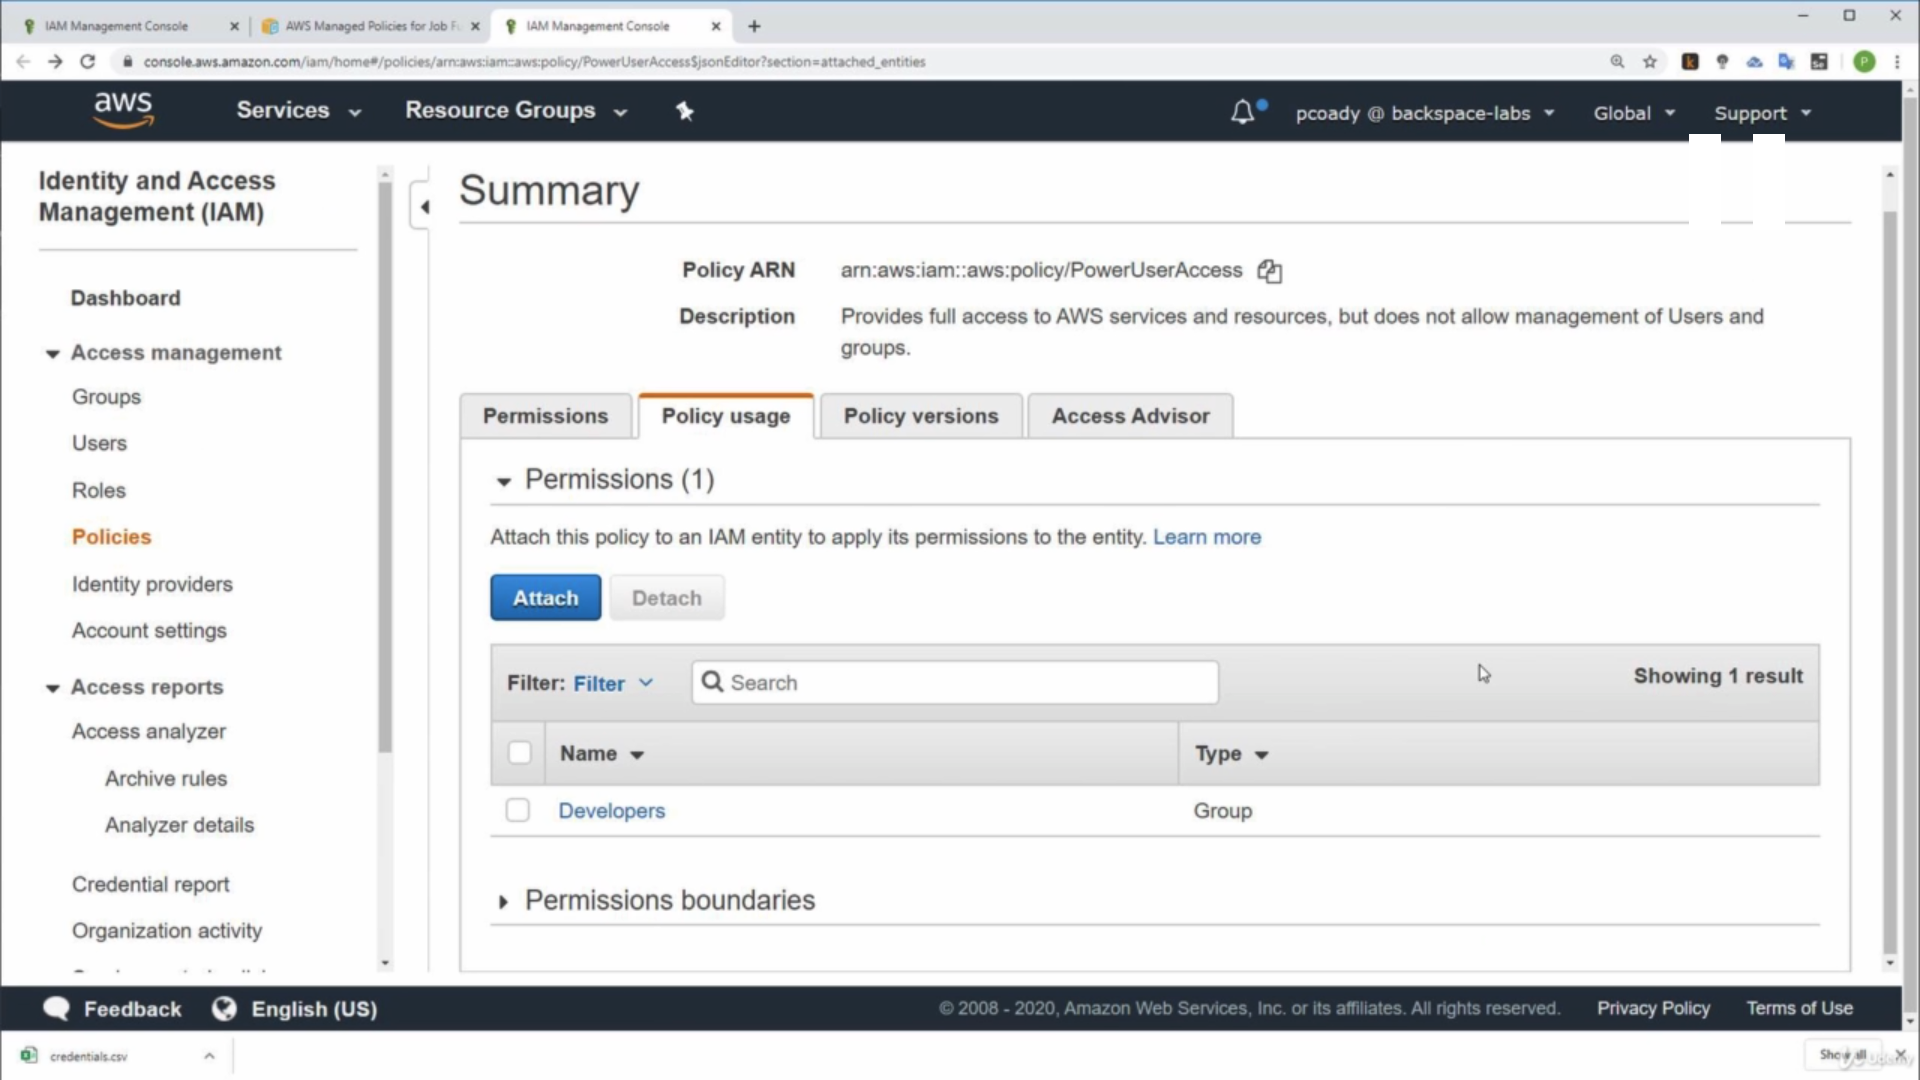 IAM Management Console
AWS Managed Policies for Job Fu
IAM Management Console
console.aws.amazon.com/iam/home#/policies/arn:aws:iam::aws:policy/PowerUserAccess$jsonEditor?section=attached_entities
P
aws
Services
Resource Groups
pcoady @ backspace-labs
Global
Support
Identity and Access
Management (IAM)
Dashboard
Access management
Groups
Users
Roles
Policies
Identity providers
Account settings
Access reports
Access analyzer
Archive rules
Analyzer details
Credential report
Organization activity
Summary
Policy ARN
arn:aws:iam::aws:policy/PowerUserAccess
Description
Provides full access to AWS services and resources, but does not allow management of Users and
groups.
Permissions
Policy usage
Policy versions
Access Advisor
Permissions (1)
Attach this policy to an IAM entity to apply its permissions to the entity. Learn more
Attach
Detach
Filter: Filter
Search
Showing 1 result
Name
Type
Developers
Group
Permissions boundaries
Feedback
English (US)
© 2008 - 2020, Amazon Web Services, Inc. or its affiliates. All rights reserved.
Privacy Policy
Terms of Use
credentials.csv
Show all
Udemy